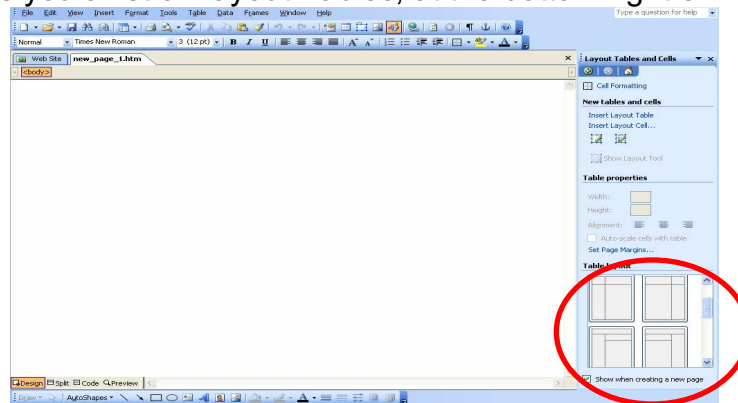 File Edit View Insert Format Tools Table Data Frames Window Help Type a question for help
Normal Times New Roman 3 (12 pt) B I U A A A
Web Site new_page_1.htm
<body>
Layout Tables and Cells
Cell Formatting
New tables and cells
Insert Layout Table
Insert Layout Cell...
Show Layout Tool
Table properties
Width:
Height:
Alignment:
Auto-scale cells with table
Set Page Margins...
Table layout
Show when creating a new page
Design Split Code Preview
Draw AutoShapes A